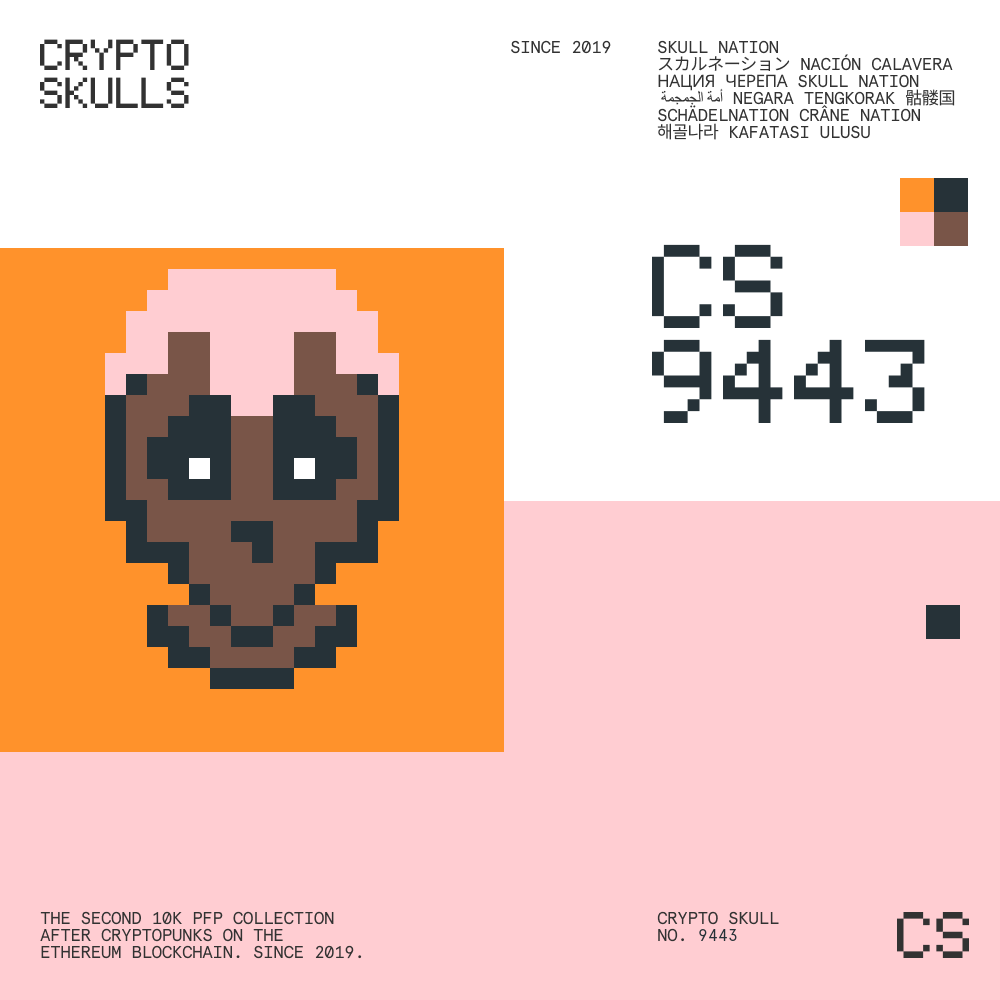 CRYPTO
SKULLS
SINCE 2019
SKULL NATION
スカルネーション NACIÓN CALAVERA
НАЦИЯ ЧЕРЕПА SKULL NATION
أمة الجمجمة NEGARA TENGKORAK 骷髅国
SCHÄDELNATION CRÂNE NATION
해골나라 KAFATASI ULUSU
CS
9443
THE SECOND 10K PFP COLLECTION
AFTER CRYPTOPUNKS ON THE
ETHEREUM BLOCKCHAIN. SINCE 2019.
CRYPTO SKULL
NO. 9443
CS